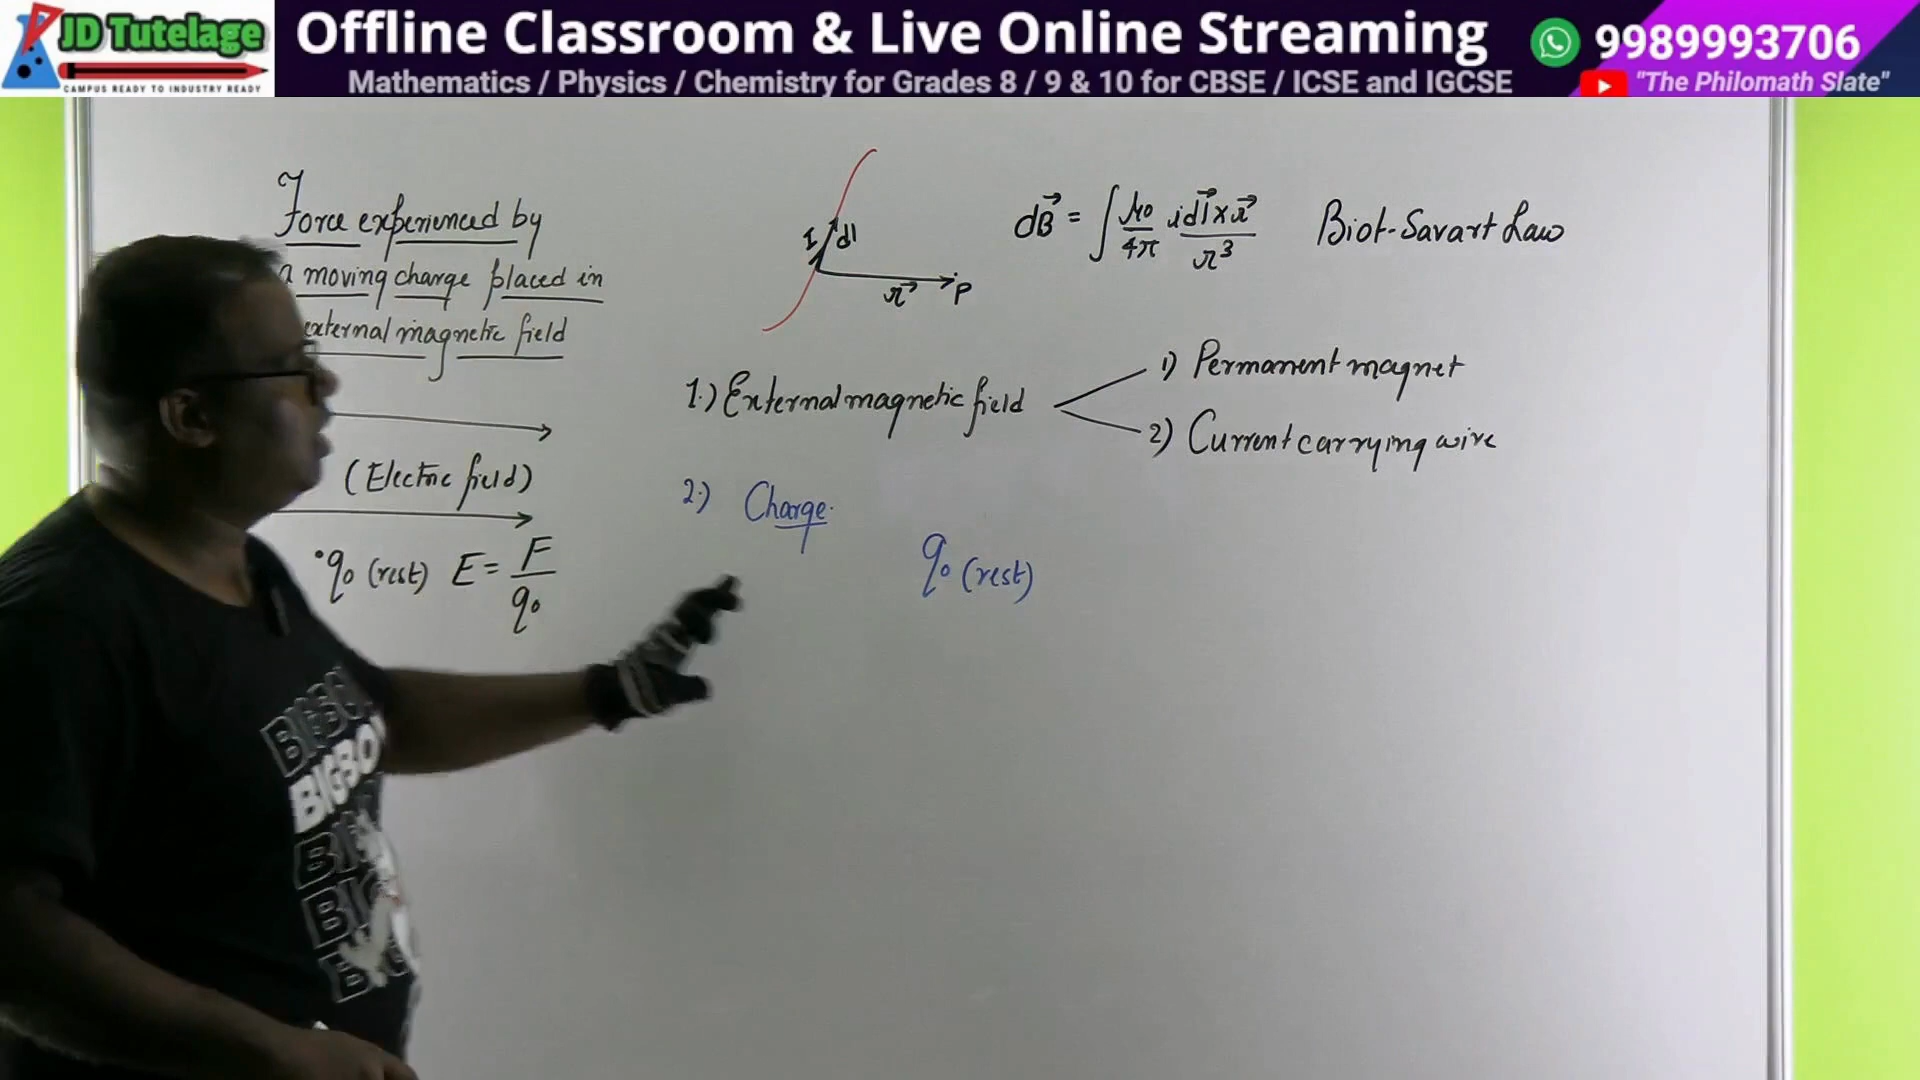 JD Tutelage
CAMPUS READY TO INDUSTRY READY
Offline Classroom & Live Online Streaming
Mathematics / Physics / Chemistry for Grades 8 / 9 & 10 for CBSE / ICSE and IGCSE
9989993706
"The Philomath Slate"
Force experienced by
a moving charge placed in
external magnetic field
(Electric field)
q₀ (rest) E = F/q₀
I dl
r⃗ P
dB⃗ = ∫ μ₀/4π i dl⃗ × r⃗ / r³ Biot-Savart Law
1.) External magnetic field
1) Permanent magnet
2) Current carrying wire
2.) Charge.
q₀ (rest)
BIGBO